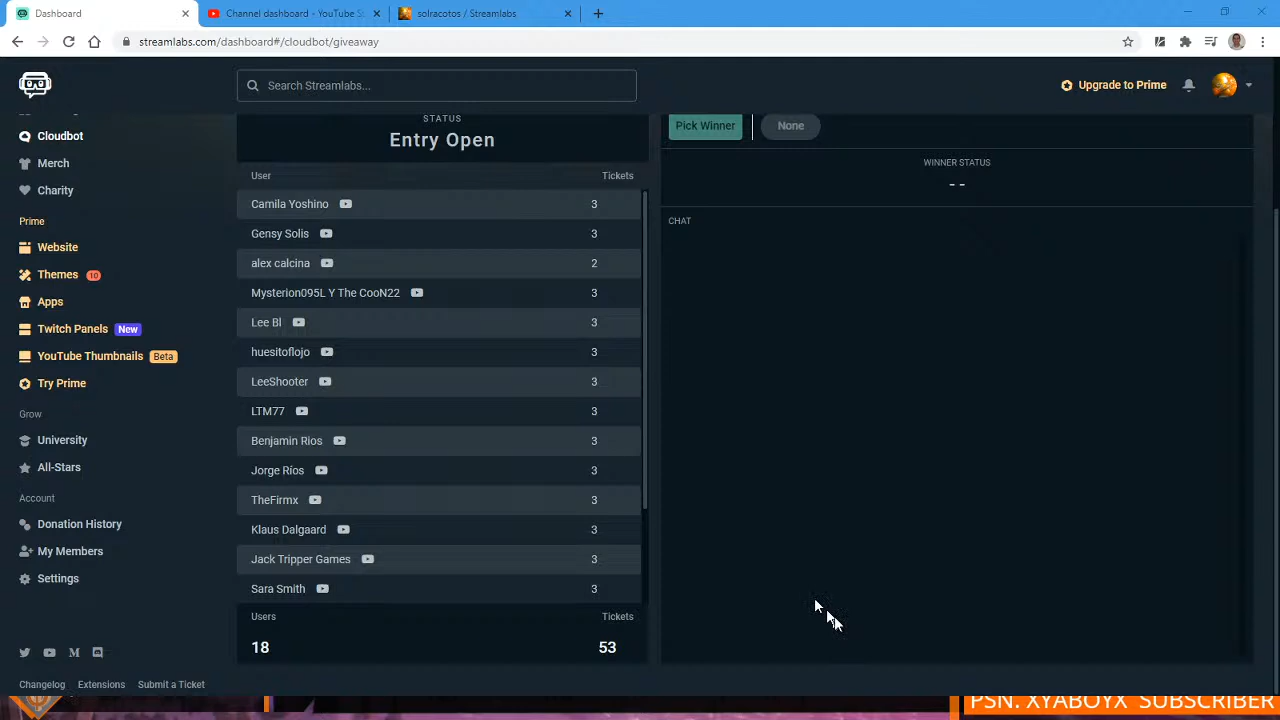 Dashboard
Channel dashboard - YouTube S
solracotos / Streamlabs
streamlabs.com/dashboard#/cloudbot/giveaway
Search Streamlabs...
Upgrade to Prime
Cloudbot
Merch
Charity
Prime
Website
Themes 10
Apps
Twitch Panels New
YouTube Thumbnails Beta
Try Prime
Grow
University
All-Stars
Account
Donation History
My Members
Settings
Changelog Extensions Submit a Ticket
STATUS
Entry Open
User Tickets
Camila Yoshino 3
Gensy Solis 3
alex calcina 2
Mysterion095L Y The CooN22 3
Lee Bl 3
huesitoflojo 3
LeeShooter 3
LTM77 3
Benjamin Rios 3
Jorge Ríos 3
TheFirmx 3
Klaus Dalgaard 3
Jack Tripper Games 3
Sara Smith 3
Users Tickets
18 53
Pick Winner None
WINNER STATUS
- -
CHAT
PSN. XYABOYX SUBSCRIBER